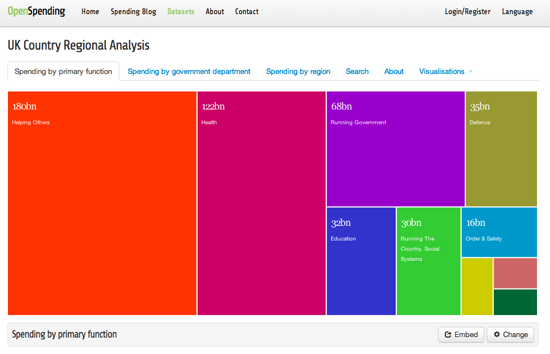 OpenSpending Home Spending Blog Datasets About Contact Login/Register Language
UK Country Regional Analysis
Spending by primary function Spending by government department Spending by region Search About Visualisations
180bn
Helping Others
122bn
Health
68bn
Running Government
35bn
Defence
32bn
Education
30bn
Running The
Country, Social
Systems
16bn
Order & Safety
Spending by primary function Embed Change